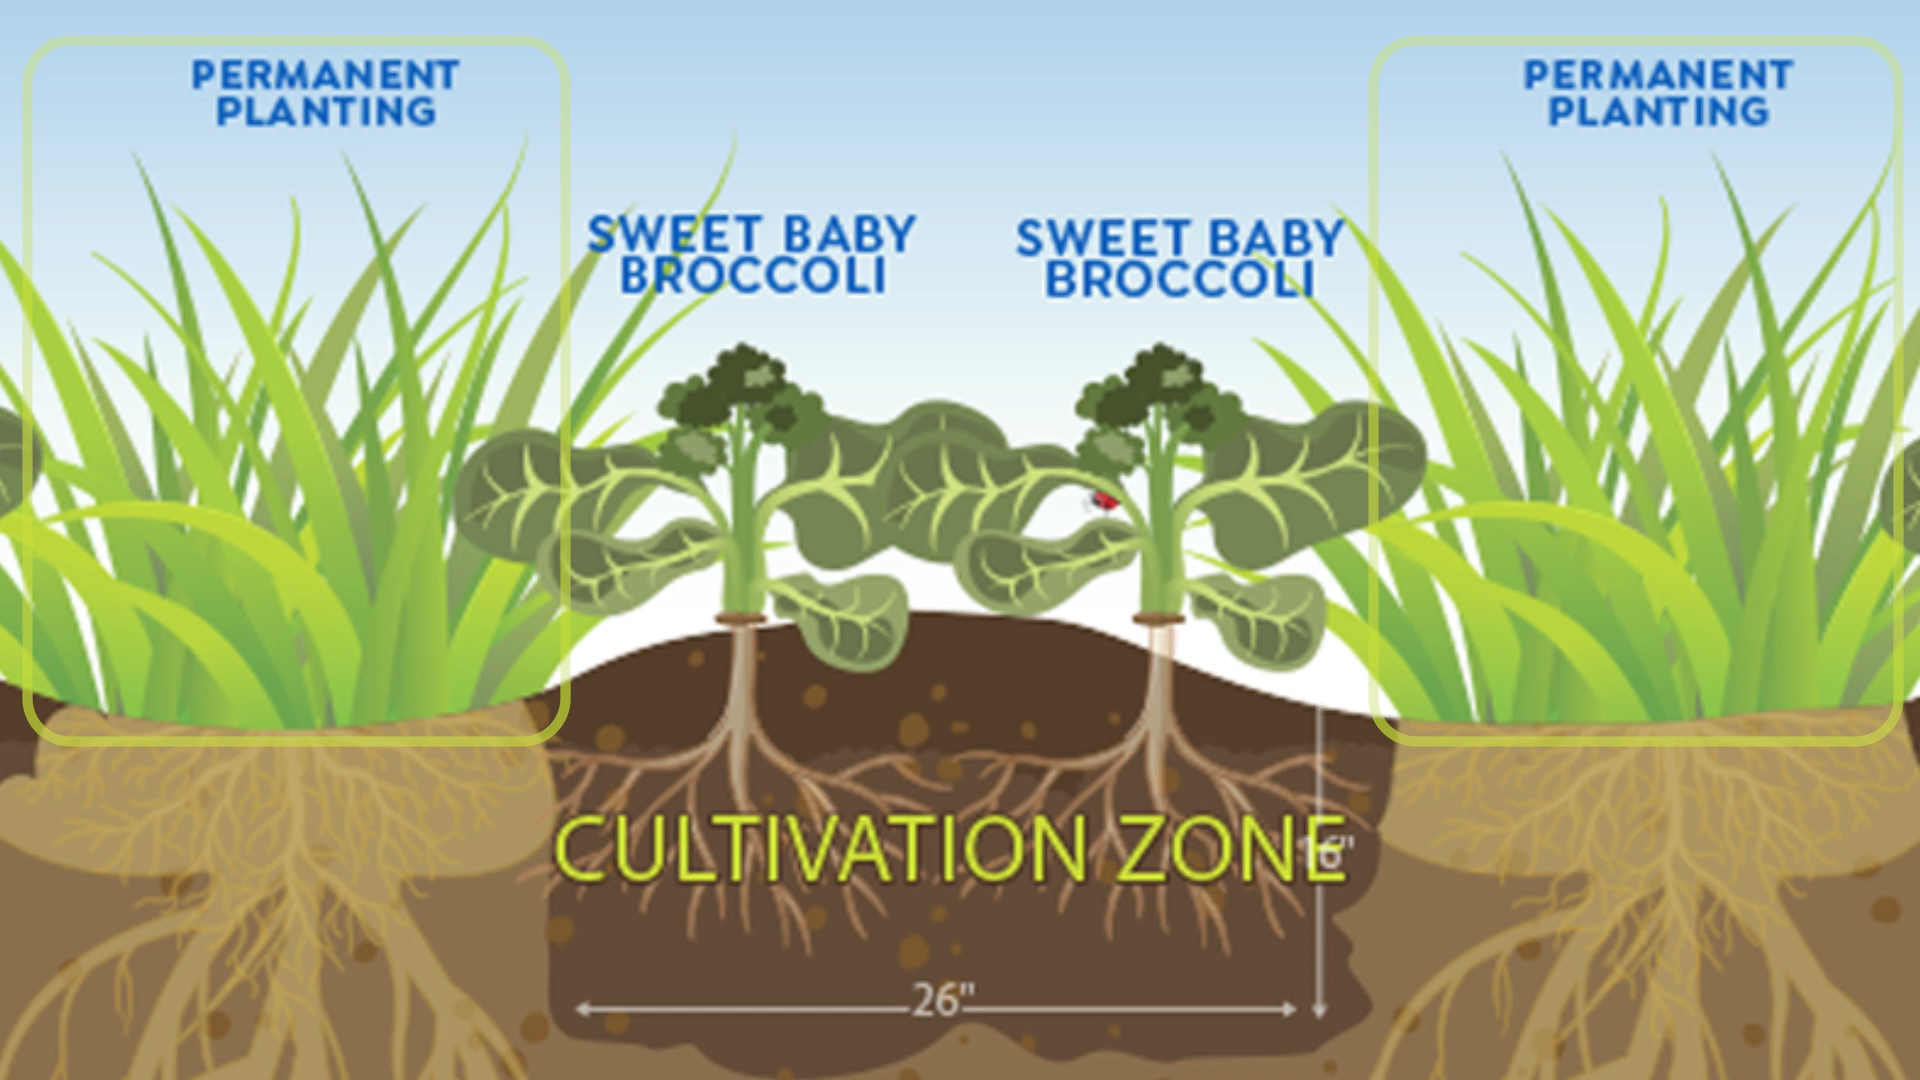 PERMANENT
PLANTING
PERMANENT
PLANTING
SWEET BABY
BROCCOLI
SWEET BABY
BROCCOLI
CULTIVATION ZONE
16"
26"